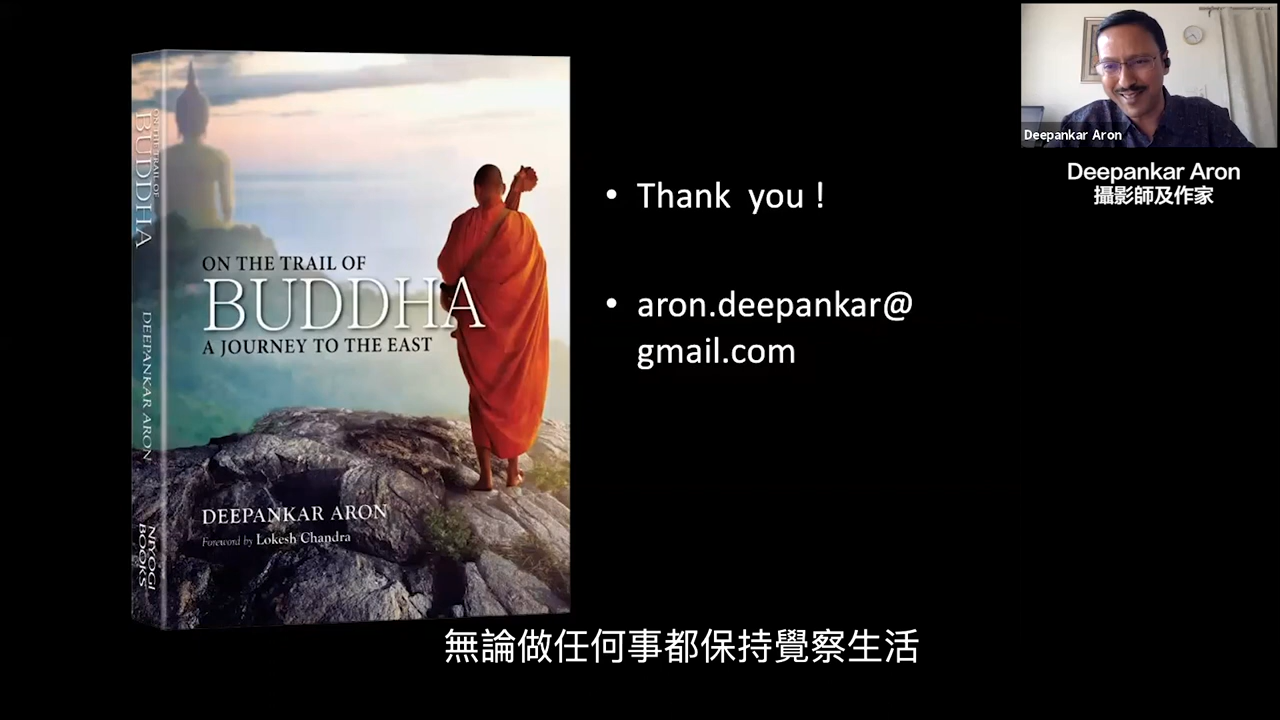 ON THE TRAIL OF
BUDDHA
DEEPANKAR ARON
NIYOGI
BOOKS
ON THE TRAIL OF
BUDDHA
A JOURNEY TO THE EAST
DEEPANKAR ARON
Foreword by Lokesh Chandra
• Thank you !
• aron.deepankar@
gmail.com
Deepankar Aron
Deepankar Aron
攝影師及作家
無論做任何事都保持覺察生活